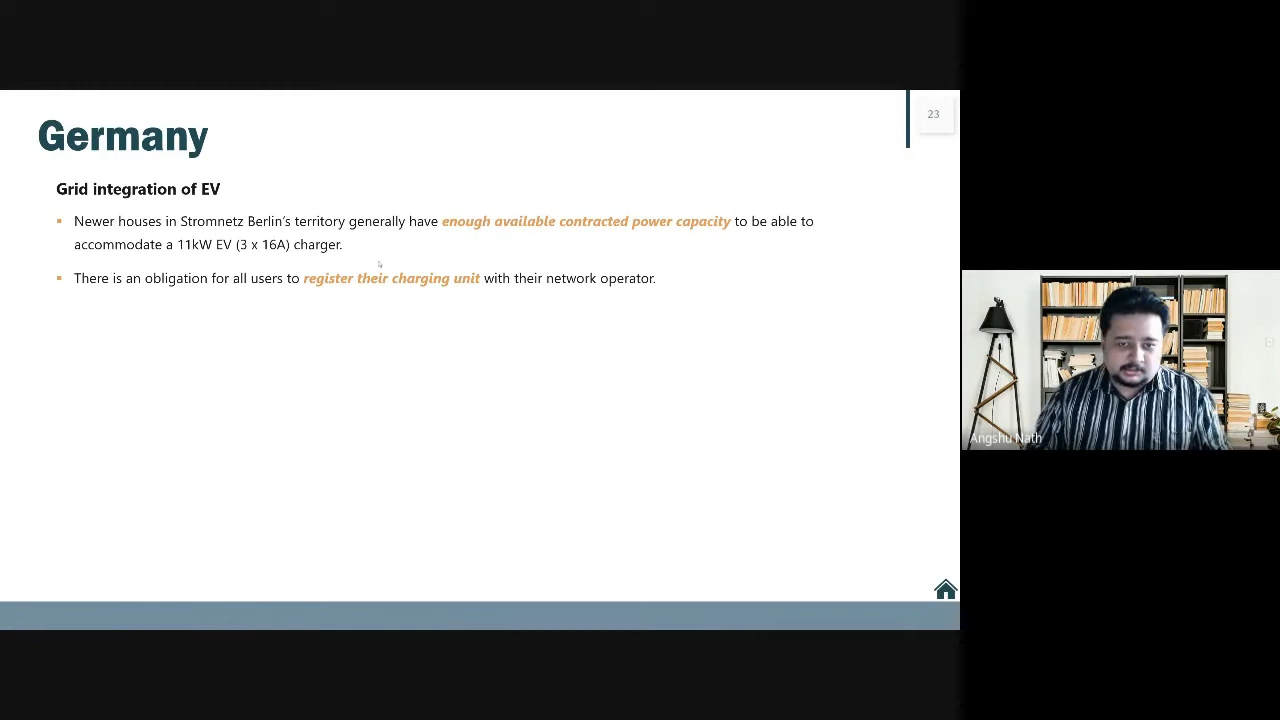 23
Germany
Grid integration of EV
▪ Newer houses in Stromnetz Berlin’s territory generally have enough available contracted power capacity to be able to
accommodate a 11kW EV (3 x 16A) charger.
▪ There is an obligation for all users to register their charging unit with their network operator.
Angshu Nath